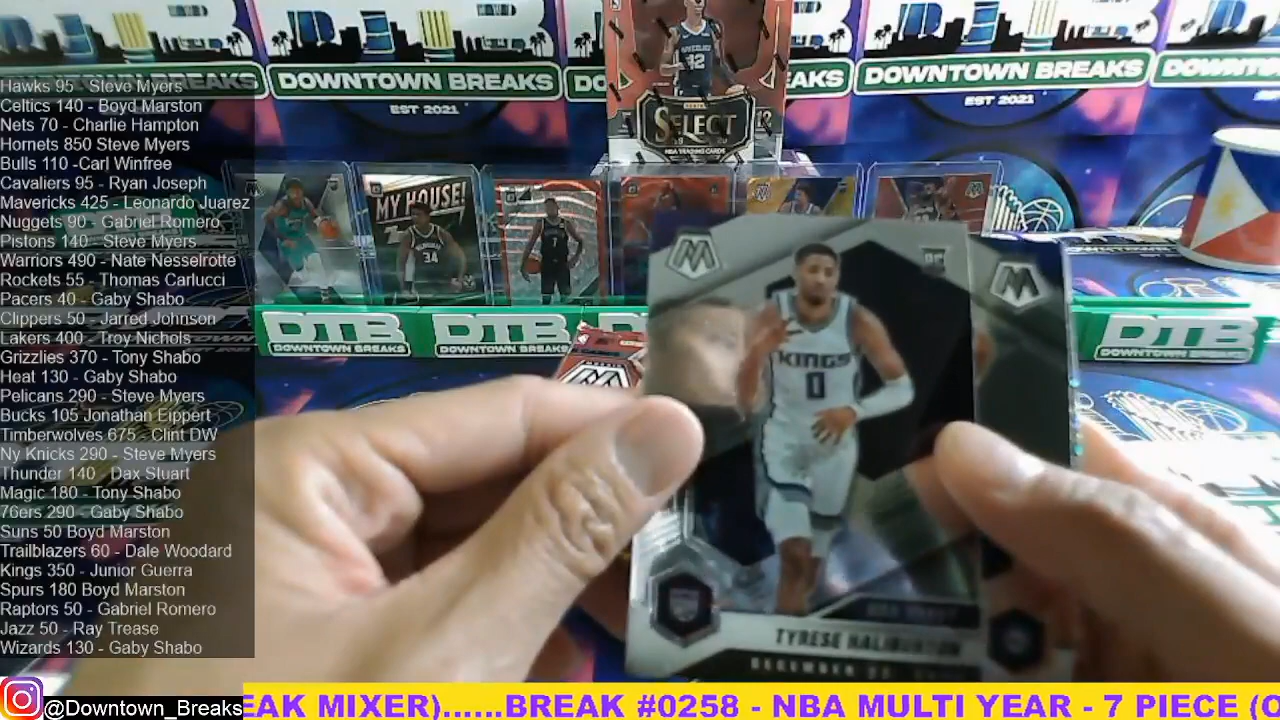 DOWNTOWN BREAKS
EST 2021
DOWNTOWN BREAKS
EST 2021
GRIZZLIES
12
SELECT
NBA TRADING CARDS
MY HOUSE!
34
DTB
DOWNTOWN BREAKS
DTB
DOWNTOWN BREAKS
DTB
DOWNTOWN BREAKS
M
M
RC
KINGS
0
TYRESE HALIBURTON
DECEMBER
Hawks 95 - Steve Myers
Celtics 140 - Boyd Marston
Nets 70 - Charlie Hampton
Hornets 850 Steve Myers
Bulls 110 -Carl Winfree
Cavaliers 95 - Ryan Joseph
Mavericks 425 - Leonardo Juarez
Nuggets 90 - Gabriel Romero
Pistons 140 - Steve Myers
Warriors 490 - Nate Nesselrotte
Rockets 55 - Thomas Carlucci
Pacers 40 - Gaby Shabo
Clippers 50 - Jarred Johnson
Lakers 400 - Troy Nichols
Grizzlies 370 - Tony Shabo
Heat 130 - Gaby Shabo
Pelicans 290 - Steve Myers
Bucks 105 Jonathan Eippert
Timberwolves 675 - Clint DW
Ny Knicks 290 - Steve Myers
Thunder 140 - Dax Stuart
Magic 180 - Tony Shabo
76ers 290 - Gaby Shabo
Suns 50 Boyd Marston
Trailblazers 60 - Dale Woodard
Kings 350 - Junior Guerra
Spurs 180 Boyd Marston
Raptors 50 - Gabriel Romero
Jazz 50 - Ray Trease
Wizards 130 - Gaby Shabo
@Downtown_Breaks
EAK MIXER)......BREAK #0258 - NBA MULTI YEAR - 7 PIECE (C